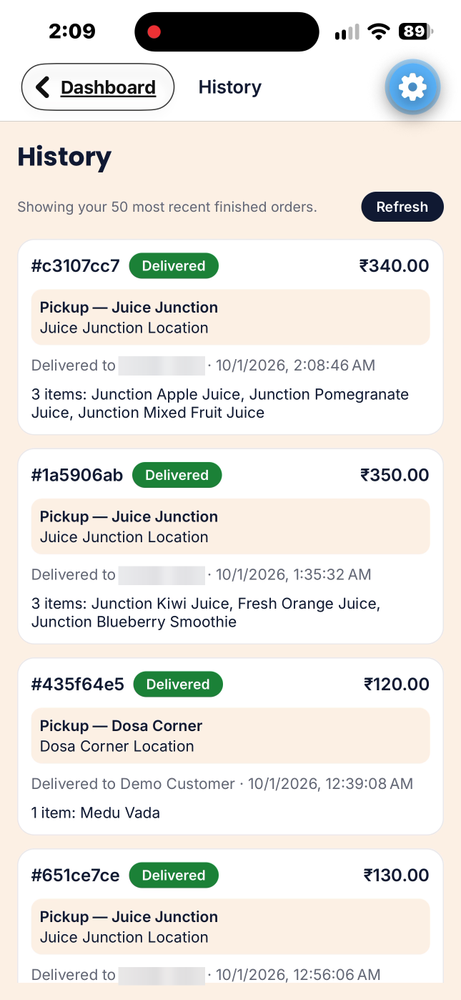 2:09
89
Dashboard History
History
Showing your 50 most recent finished orders. Refresh
#c3107cc7 Delivered ₹340.00
Pickup — Juice Junction
Juice Junction Location
Delivered to · 10/1/2026, 2:08:46 AM
3 items: Junction Apple Juice, Junction Pomegranate
Juice, Junction Mixed Fruit Juice
#1a5906ab Delivered ₹350.00
Pickup — Juice Junction
Juice Junction Location
Delivered to · 10/1/2026, 1:35:32 AM
3 items: Junction Kiwi Juice, Fresh Orange Juice,
Junction Blueberry Smoothie
#435f64e5 Delivered ₹120.00
Pickup — Dosa Corner
Dosa Corner Location
Delivered to Demo Customer · 10/1/2026, 12:39:08 AM
1 item: Medu Vada
#651ce7ce Delivered ₹130.00
Pickup — Juice Junction
Juice Junction Location
Delivered to · 10/1/2026, 12:56:06 AM